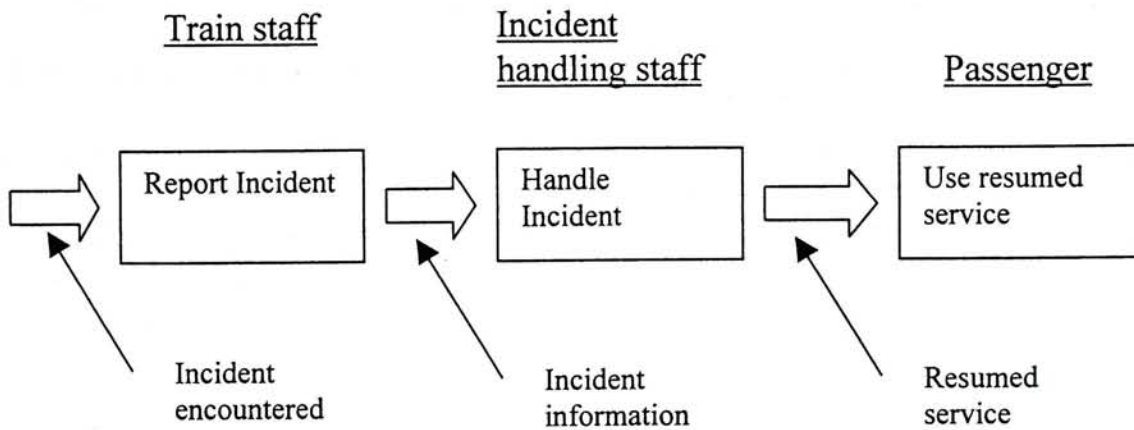 Train staff
Incident
handling staff
Passenger
Report Incident
Handle
Incident
Use resumed
service
Incident
encountered
Incident
information
Resumed
service